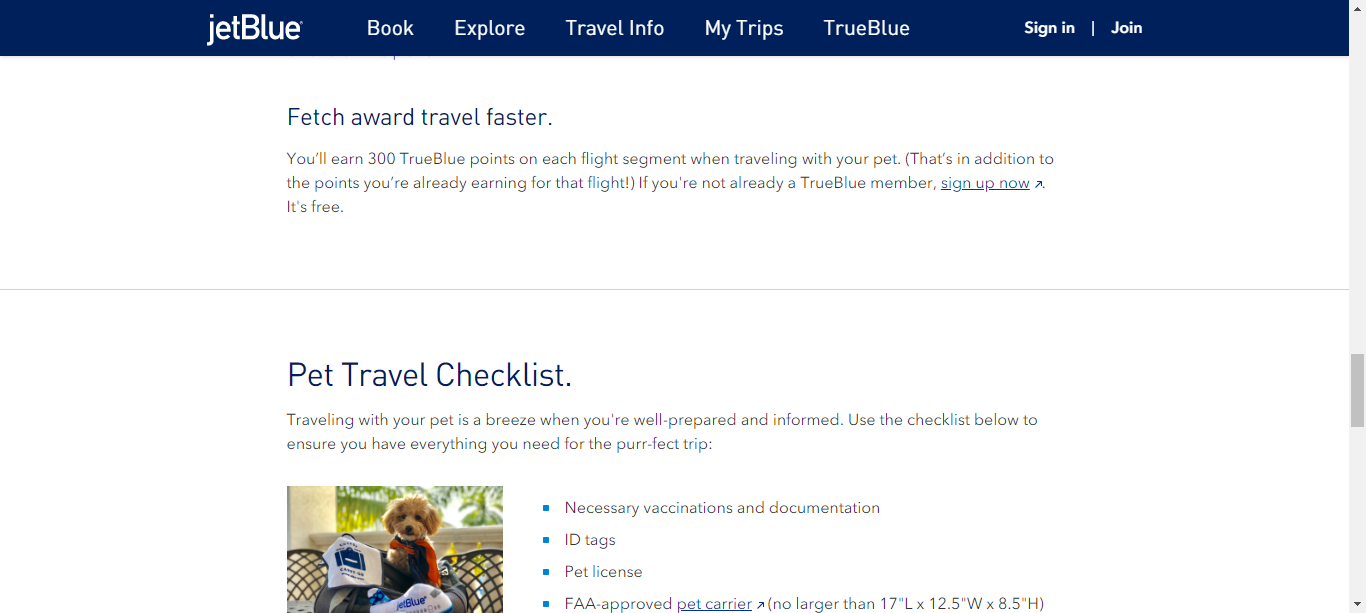 jetBlue
Book
Explore
Travel Info
My Trips
TrueBlue
Sign in | Join
Fetch award travel faster.
You’ll earn 300 TrueBlue points on each flight segment when traveling with your pet. (That’s in addition to
the points you’re already earning for that flight!) If you're not already a TrueBlue member, sign up now.
It's free.
Pet Travel Checklist.
Traveling with your pet is a breeze when you're well-prepared and informed. Use the checklist below to
ensure you have everything you need for the purr-fect trip:
Necessary vaccinations and documentation
ID tags
Pet license
FAA-approved pet carrier (no larger than 17"L x 12.5"W x 8.5"H)
jetBlue